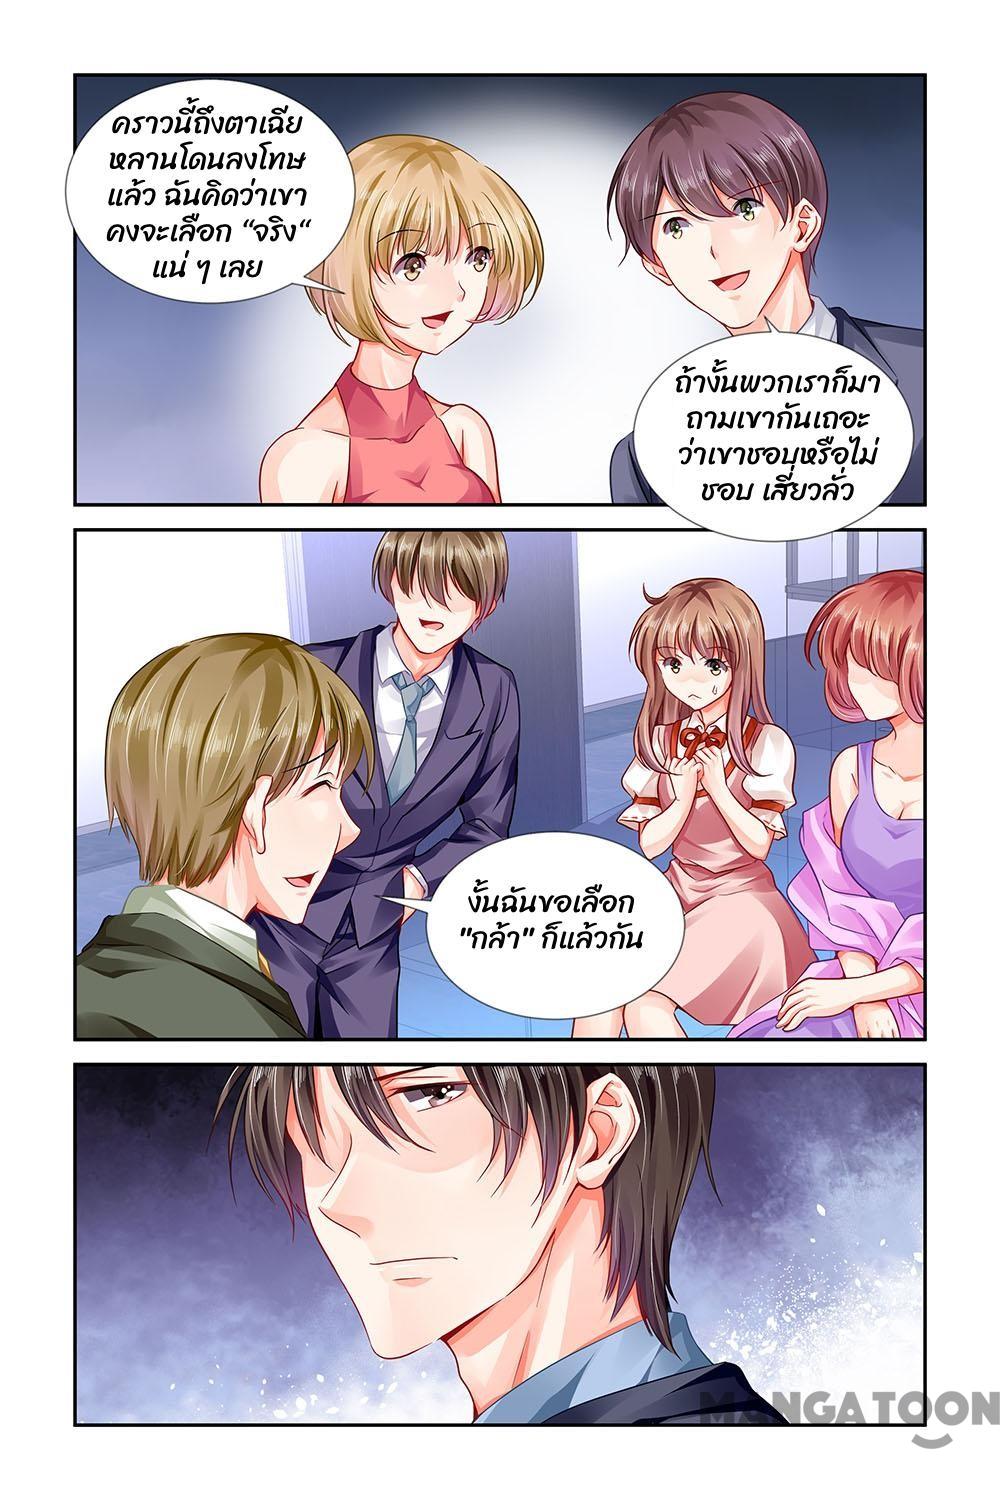 คราวนี้ถึงตาเฉีย
หลานโดนลงโทษ
แล้ว ฉันคิดว่าเขา
คงจะเลือก “จริง“
แน่ ๆ เลย
ถ้างั้นพวกเราก็มา
ถามเขากันเถอะ
ว่าเขาชอบหรือไม่
ชอบ เสี่ยวลั่ว
งั้นฉันขอเลือก
"กล้า" ก็แล้วกัน
MANGATOON